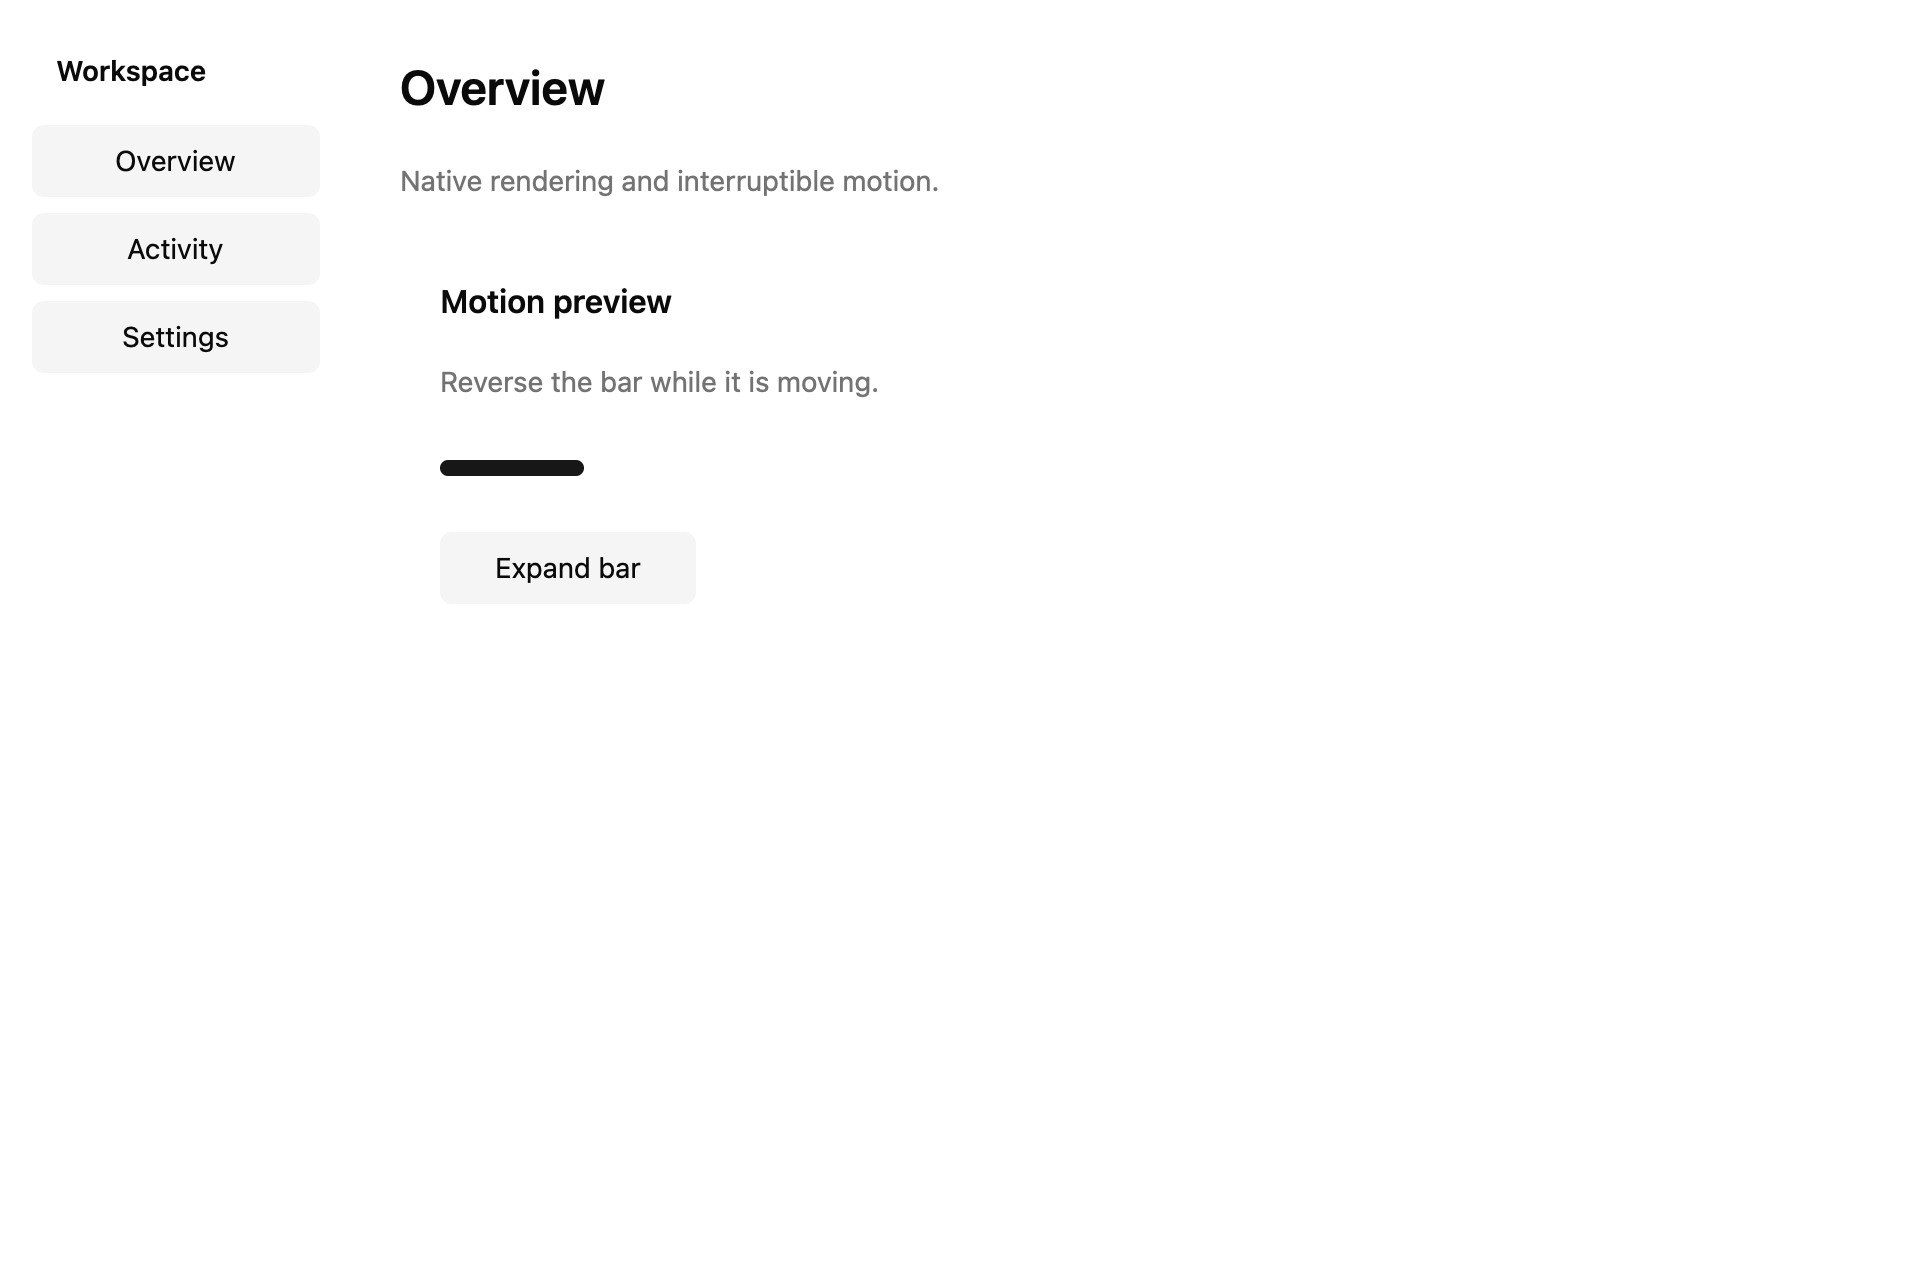 Workspace
Overview
Activity
Settings
Overview
Native rendering and interruptible motion.
Motion preview
Reverse the bar while it is moving.
Expand bar